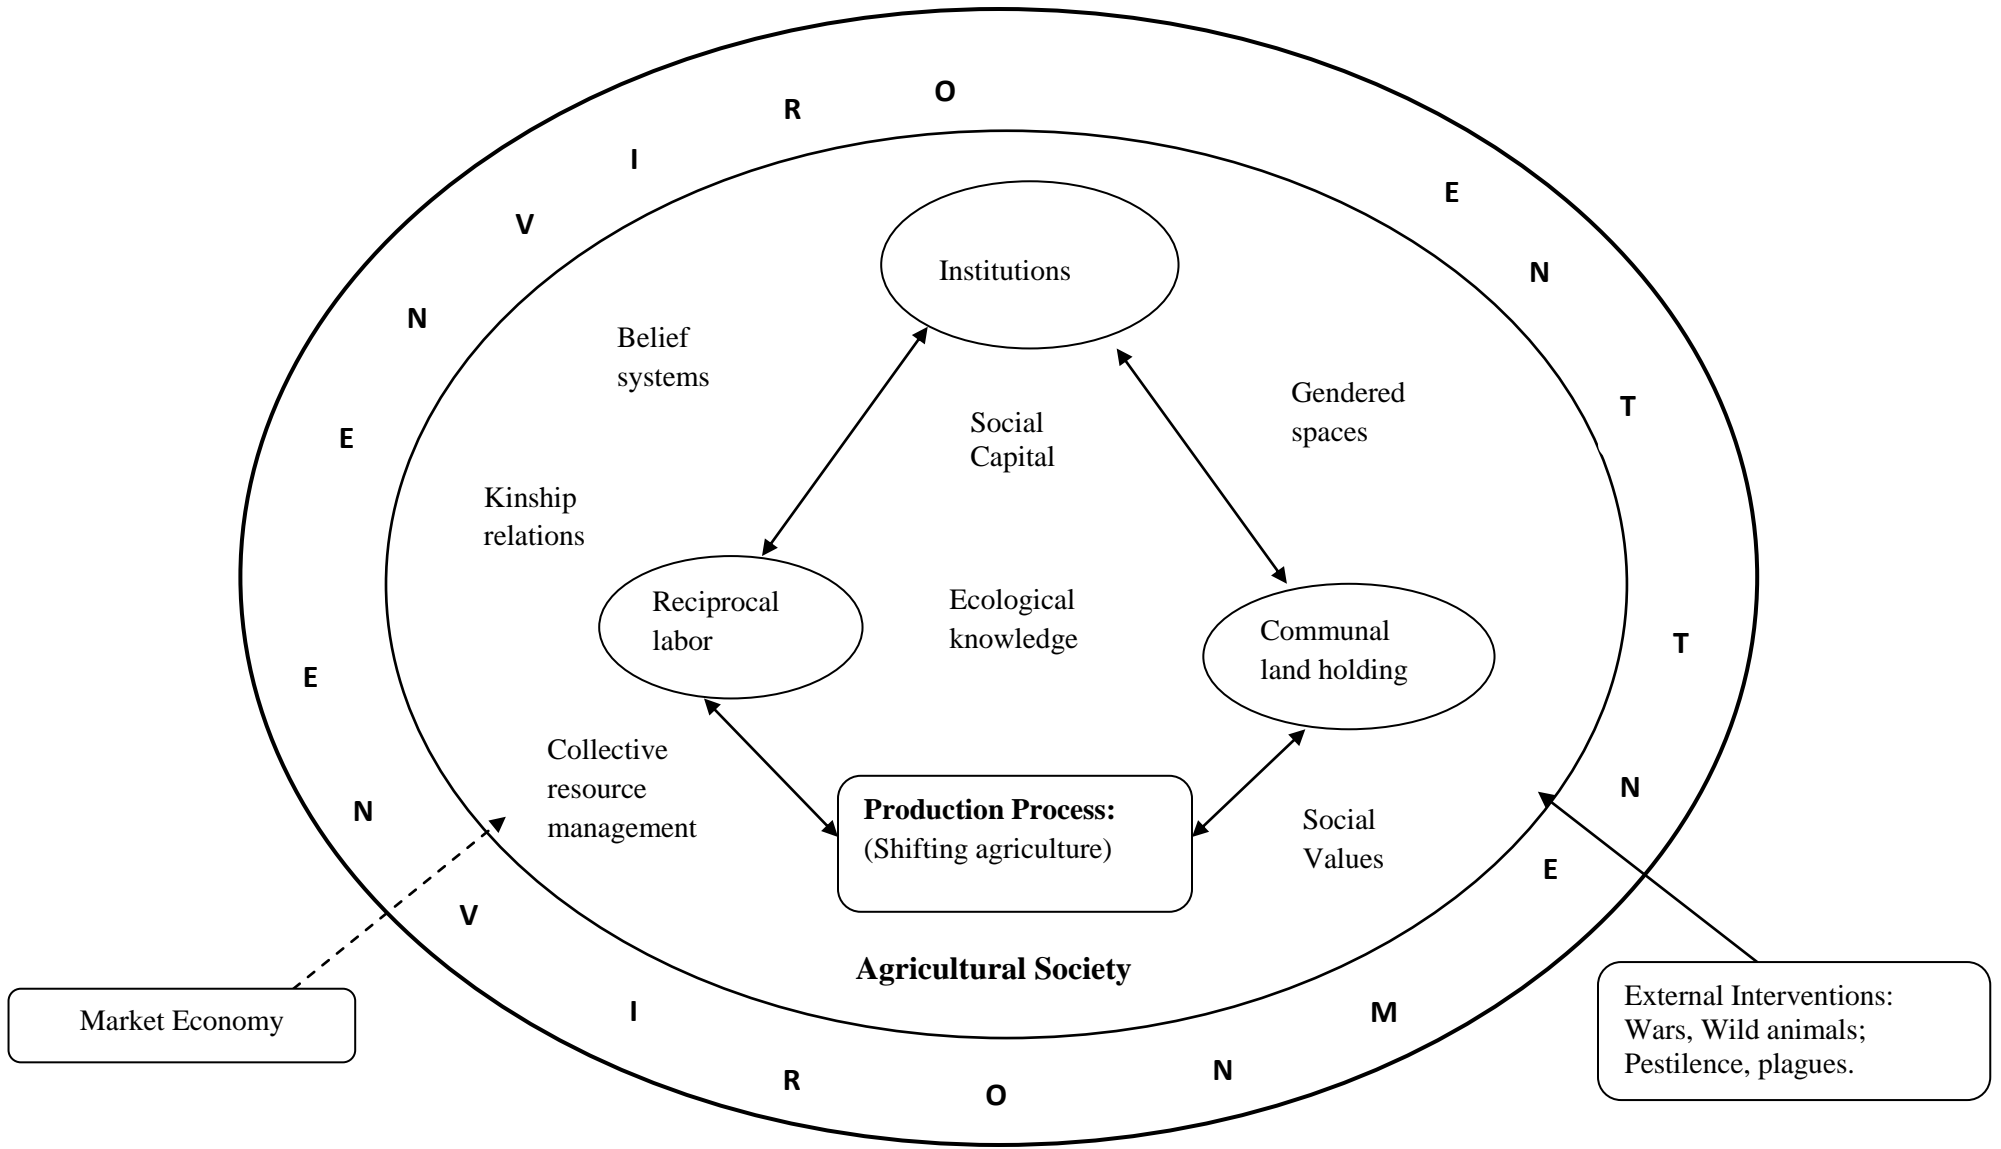 E N V I R O E N T
Institutions
Belief
systems
Social
Capital
Gendered
spaces
Kinship
relations
Reciprocal
labor
Ecological
knowledge
Communal
land holding
Collective
resource
management
Production Process:
(Shifting agriculture)
Social
Values
Agricultural Society
E N V I R O N M E N T
Market Economy
External Interventions:
Wars, Wild animals;
Pestilence, plagues.